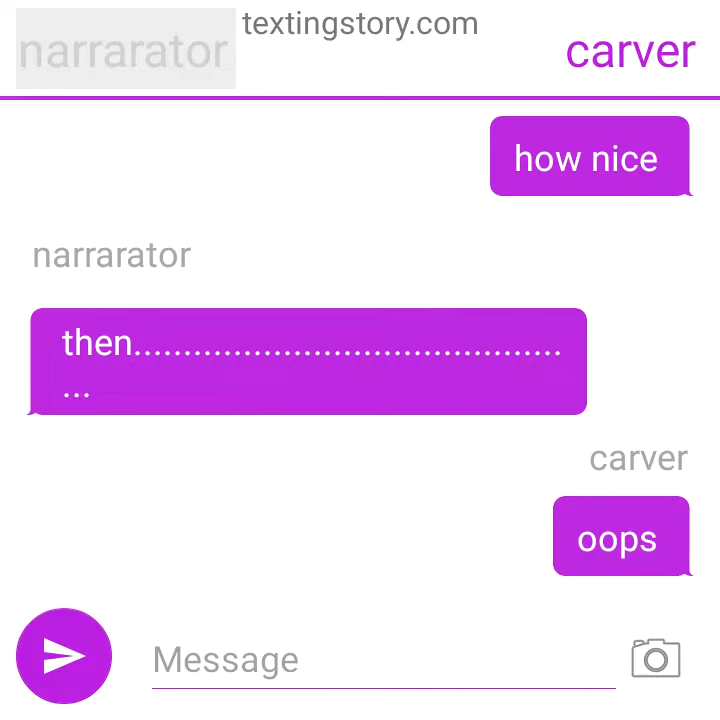 narrarator textingstory.com carver
how nice
narrarator
then...........................................
...
carver
oops
Message